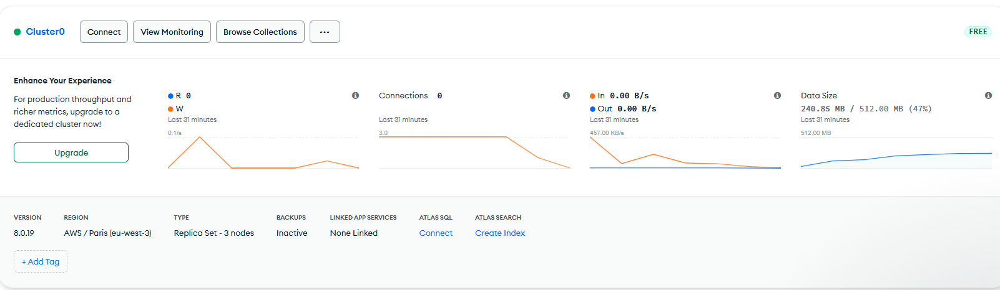 Cluster0 Connect View Monitoring Browse Collections ... FREE
Enhance Your Experience
For production throughput and
richer metrics, upgrade to a
dedicated cluster now!
Upgrade
R 0
W
Last 31 minutes
0.1/s
Connections 0
Last 31 minutes
3.0
In 0.00 B/s
Out 0.00 B/s
Last 31 minutes
457.00 KB/s
Data Size
240.85 MB / 512.00 MB (47%)
Last 31 minutes
512.00 MB
VERSION
8.0.19
REGION
AWS / Paris (eu-west-3)
TYPE
Replica Set - 3 nodes
BACKUPS
Inactive
LINKED APP SERVICES
None Linked
ATLAS SQL
Connect
ATLAS SEARCH
Create Index
+ Add Tag